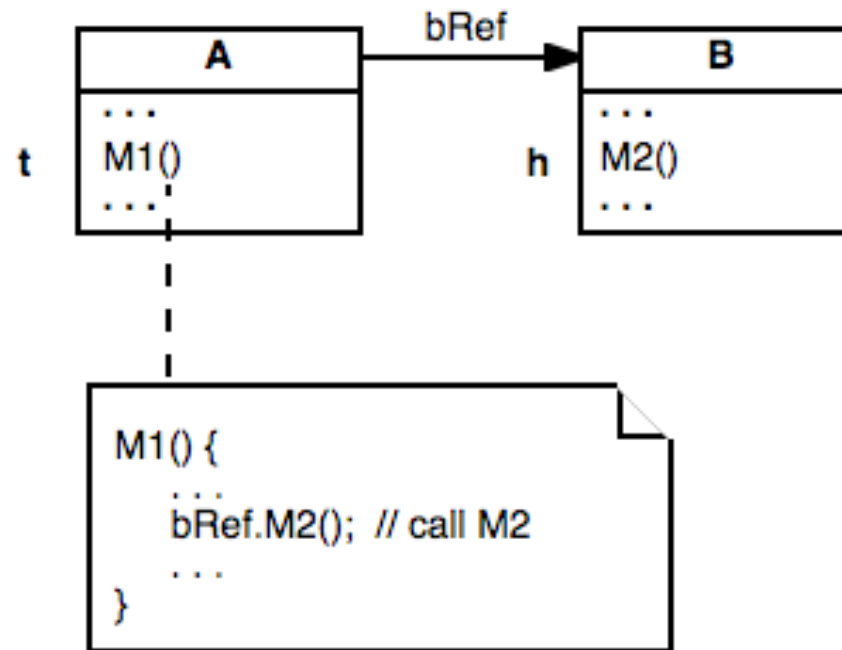 bRef
A
B
. . .
. . .
t
M1()
h
M2()
. . .
. . .
M1() {
. . .
bRef.M2();  // call M2
. . .
}